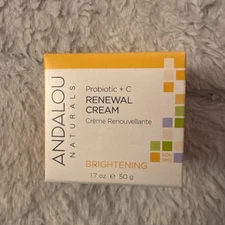 ANDALOU
NATURALS
Probiotic + C
RENEWAL
CREAM
Crème Renouvellante
BRIGHTENING
1.7 oz. e 50 g